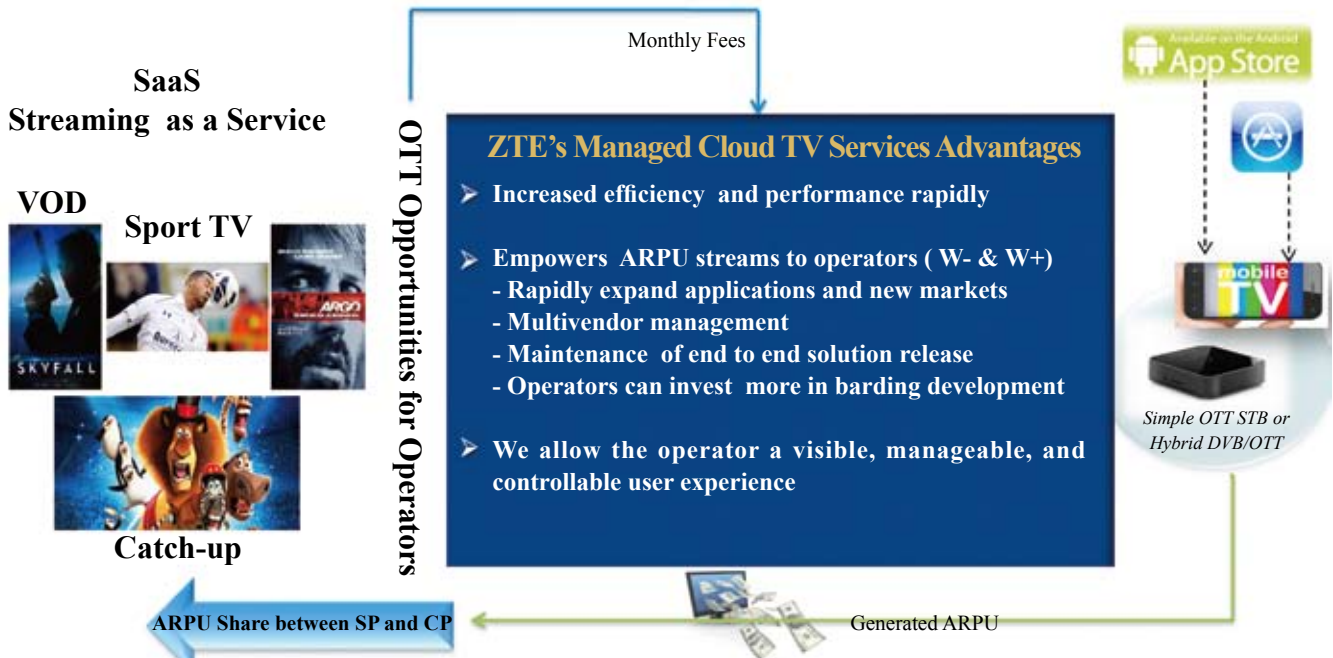 Monthly Fees
SaaS
Streaming as a Service
VOD
Sport TV
SKYFALL
ARGO
Catch-up
OTT Opportunities for Operators
ZTE's Managed Cloud TV Services Advantages
➢ Increased efficiency and performance rapidly
➢ Empowers ARPU streams to operators ( W- & W+)
- Rapidly expand applications and new markets
- Multivendor management
- Maintenance of end to end solution release
- Operators can invest more in barding development
➢ We allow the operator a visible, manageable, and
controllable user experience
Available on the Android
App Store
mobile
TV
Simple OTT STB or
Hybrid DVB/OTT
ARPU Share between SP and CP
Generated ARPU